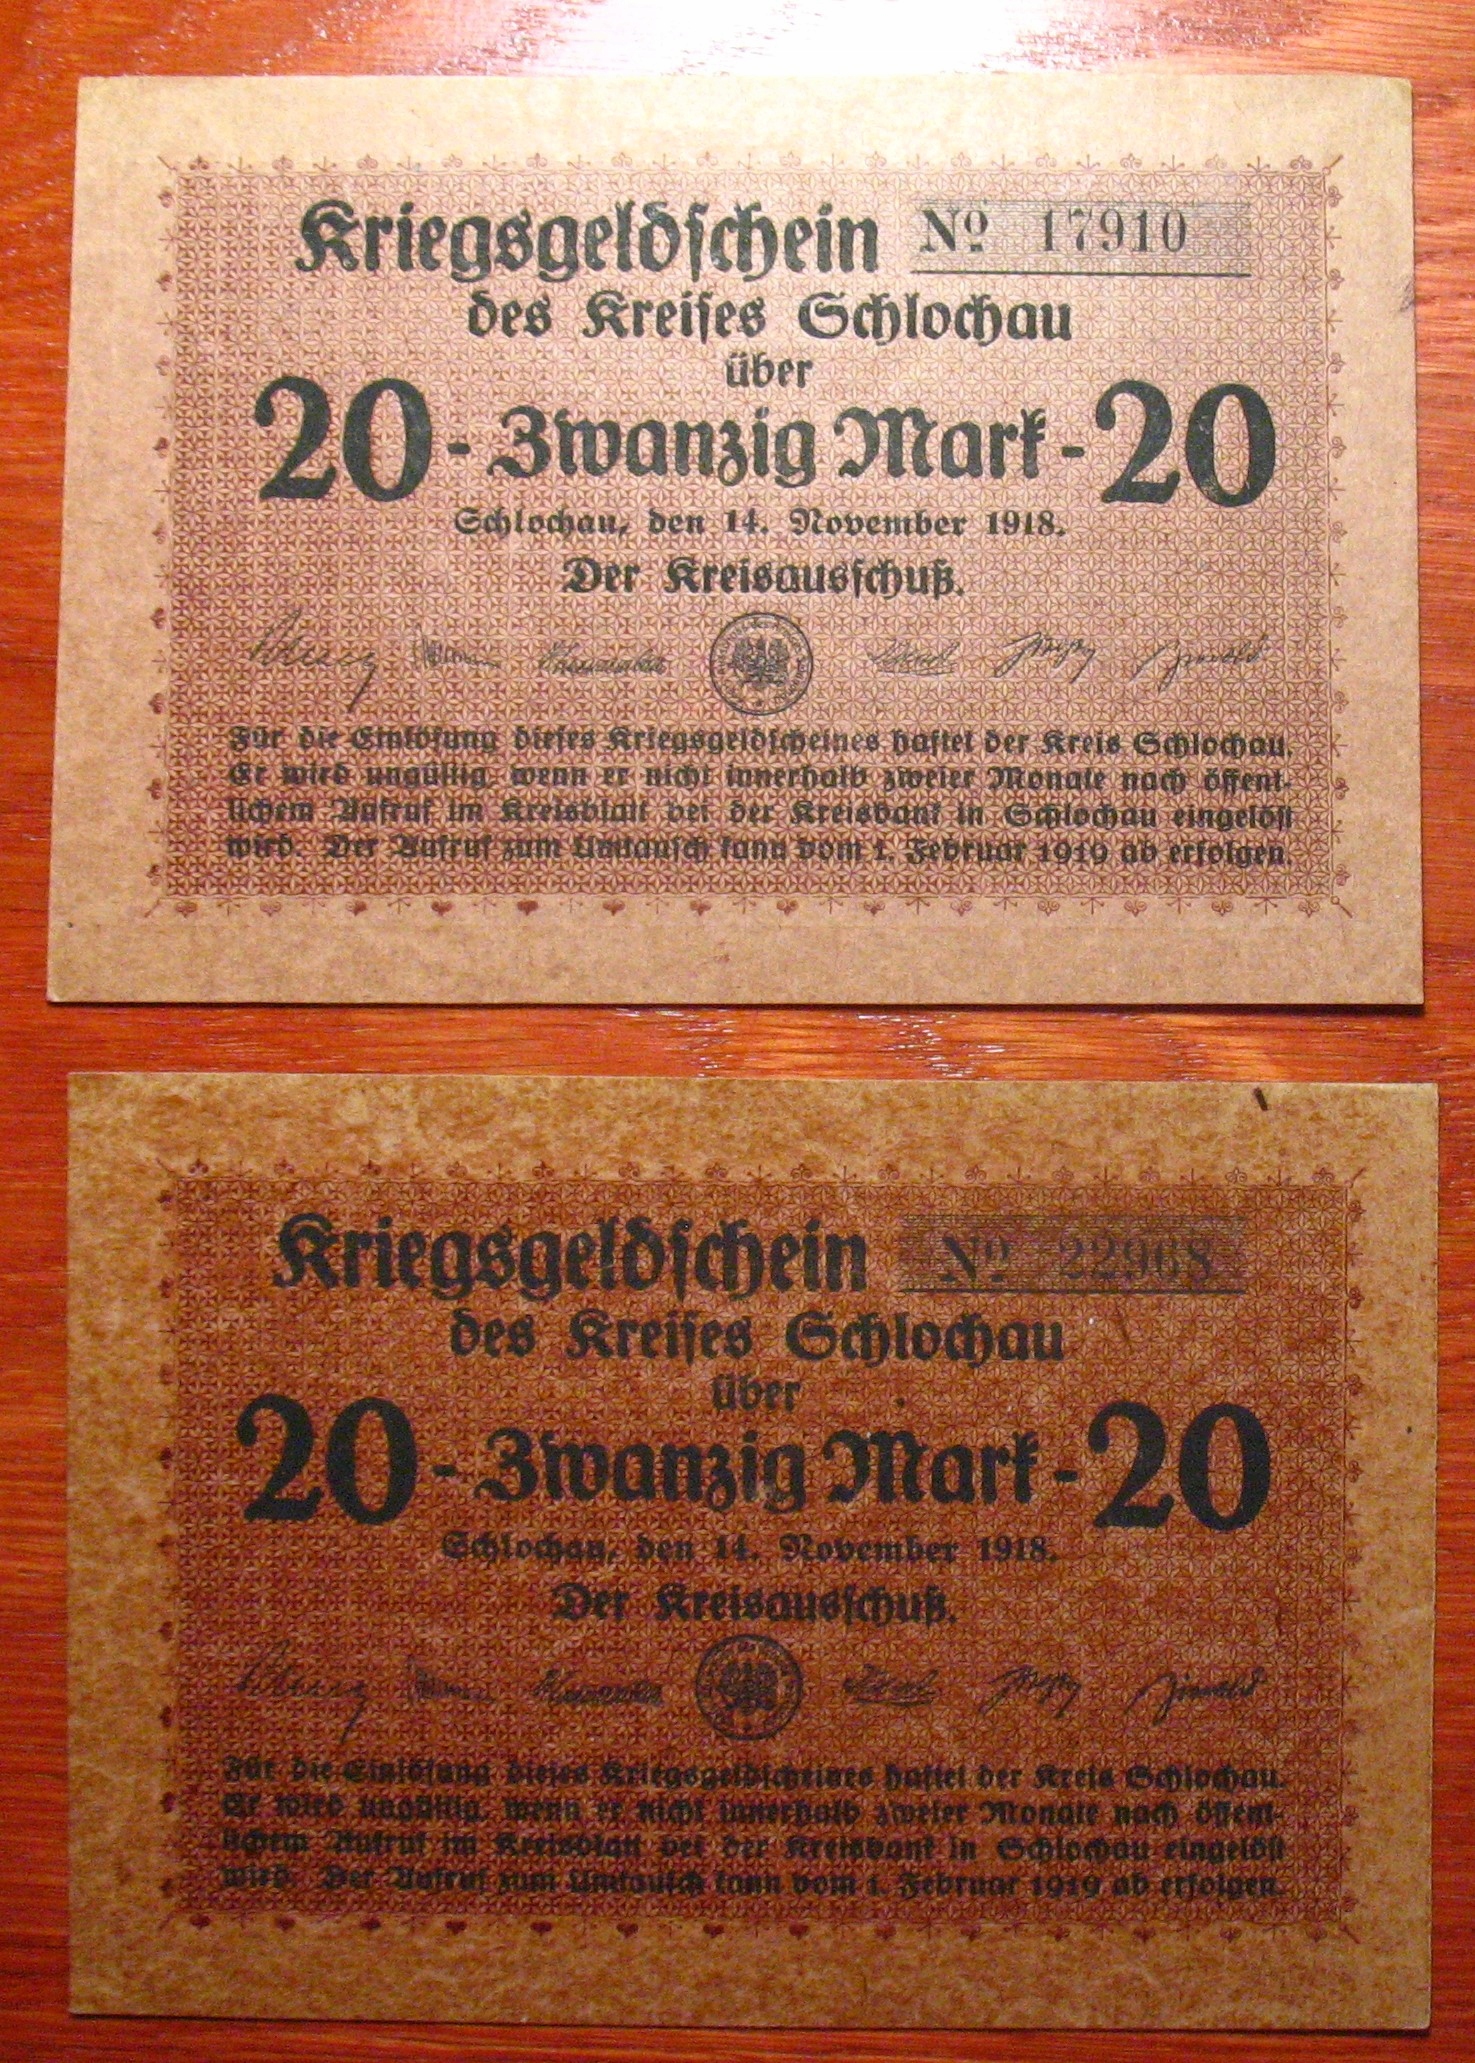 Kriegsgeldschein № 17910
des Kreises Schlochau
über
20 - Zwanzig Mark - 20
Schlochau, den 14. November 1918.
Der Kreisausschuß.
Für die Einlösung dieses Kriegsgeldscheines haftet der Kreis Schlochau.
Er wird ungültig, wenn er nicht innerhalb zweier Monate nach öffent-
lichem Aufruf im Kreisblatt bei der Kreisbank in Schlochau eingelöst
wird. Der Aufruf zum Umtausch kann vom 1. Februar 1919 ab erfolgen.
Kriegsgeldschein № 22968
des Kreises Schlochau
über
20 - Zwanzig Mark - 20
Schlochau, den 14. November 1918.
Der Kreisausschuß.
Für die Einlösung dieses Kriegsgeldscheines haftet der Kreis Schlochau.
Er wird ungültig, wenn er nicht innerhalb zweier Monate nach öffent-
lichem Aufruf im Kreisblatt bei der Kreisbank in Schlochau eingelöst
wird. Der Aufruf zum Umtausch kann vom 1. Februar 1919 ab erfolgen.